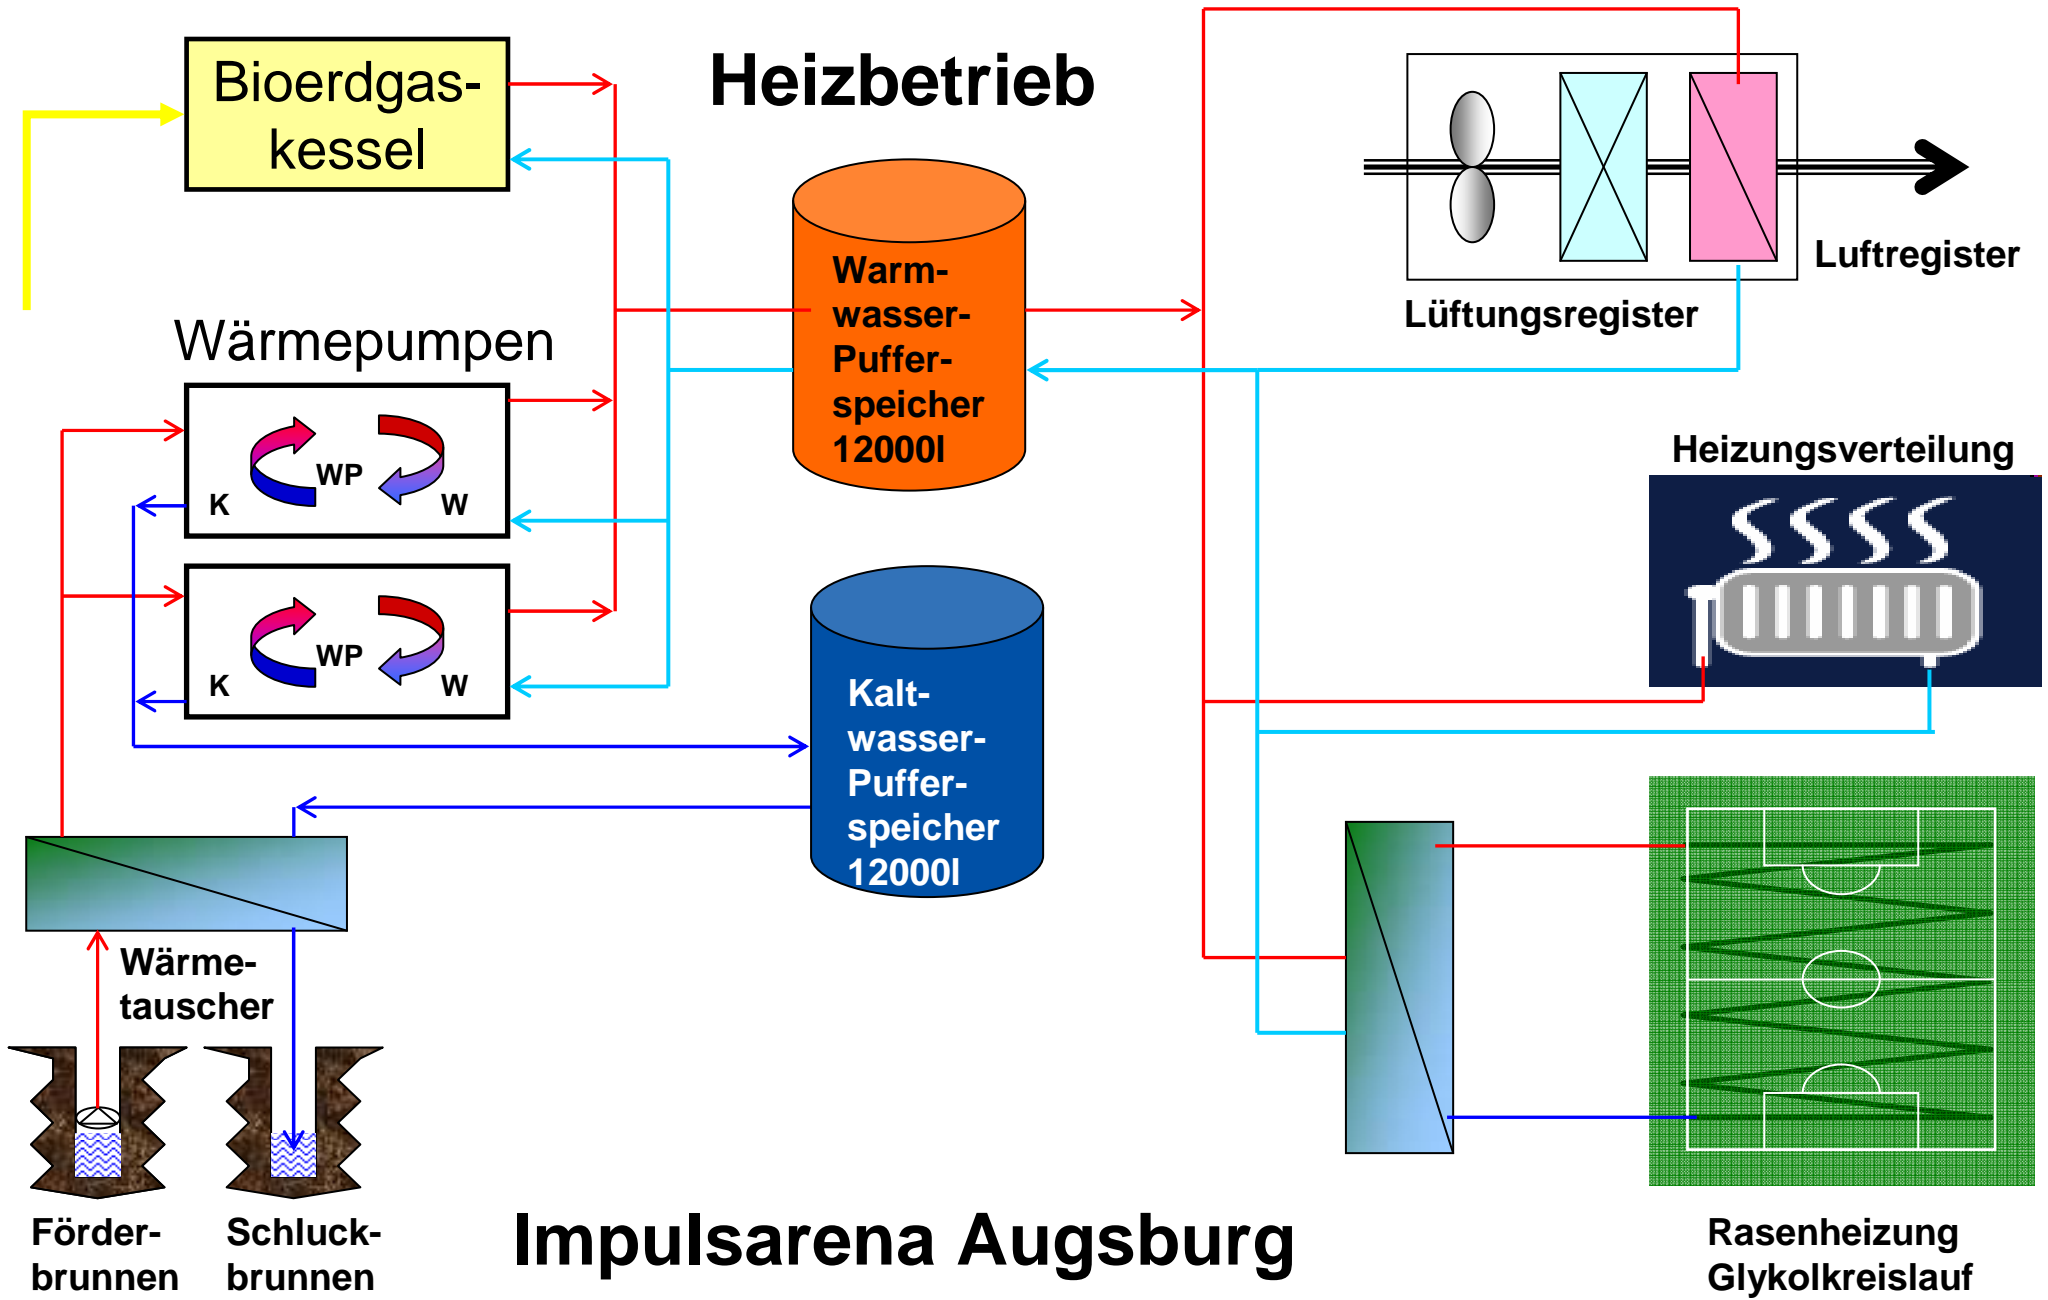 Bioerdgas-
kessel
Heizbetrieb
Luftregister
Lüftungsregister
Warm-
wasser-
Puffer-
speicher
12000l
Wärmepumpen
WP
K
W
WP
K
W
Heizungsverteilung
Kalt-
wasser-
Puffer-
speicher
12000l
Wärme-
tauscher
Förder-
brunnen
Schluck-
brunnen
Impulsarena Augsburg
Rasenheizung
Glykolkreislauf